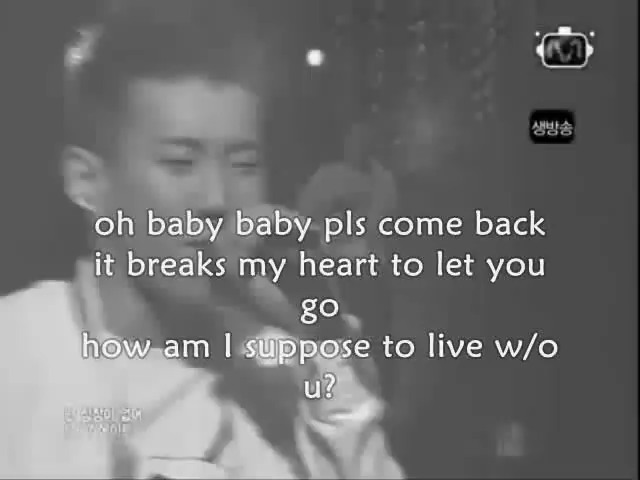 생방송
oh baby baby pls come back
it breaks my heart to let you
go
how am I suppose to live w/o
u?